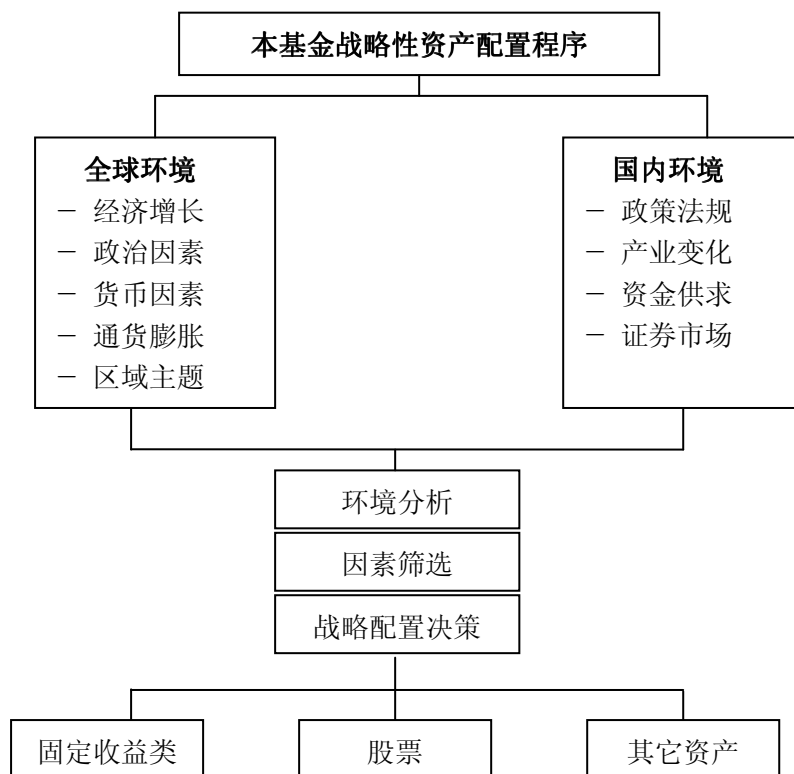 本基金战略性资产配置程序
全球环境
－ 经济增长
－ 政治因素
－ 货币因素
－ 通货膨胀
－ 区域主题
国内环境
－ 政策法规
－ 产业变化
－ 资金供求
－ 证券市场
环境分析
因素筛选
战略配置决策
固定收益类
股票
其它资产